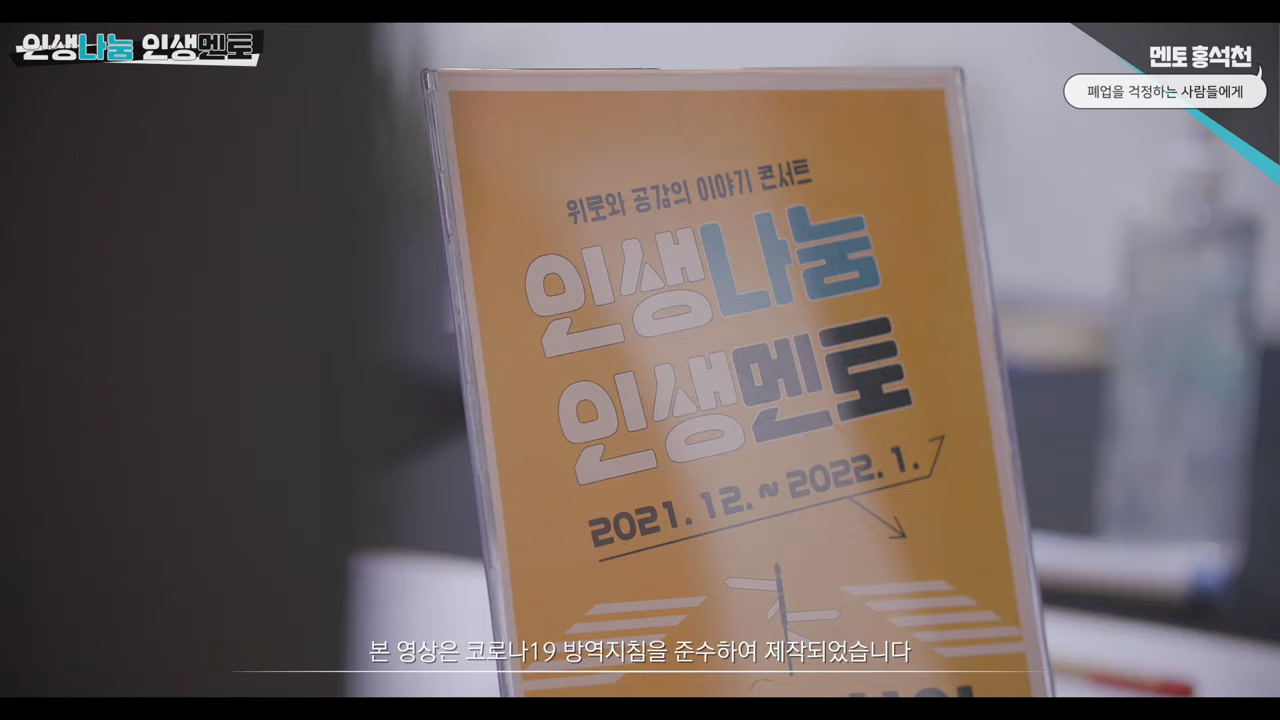 인생나눔 인생멘토
멘토 홍석천
폐업을 걱정하는 사람들에게
위로와 공감의 이야기 콘서트
인생나눔
인생멘토
2021. 12. ~ 2022. 1.
본 영상은 코로나19 방역지침을 준수하여 제작되었습니다